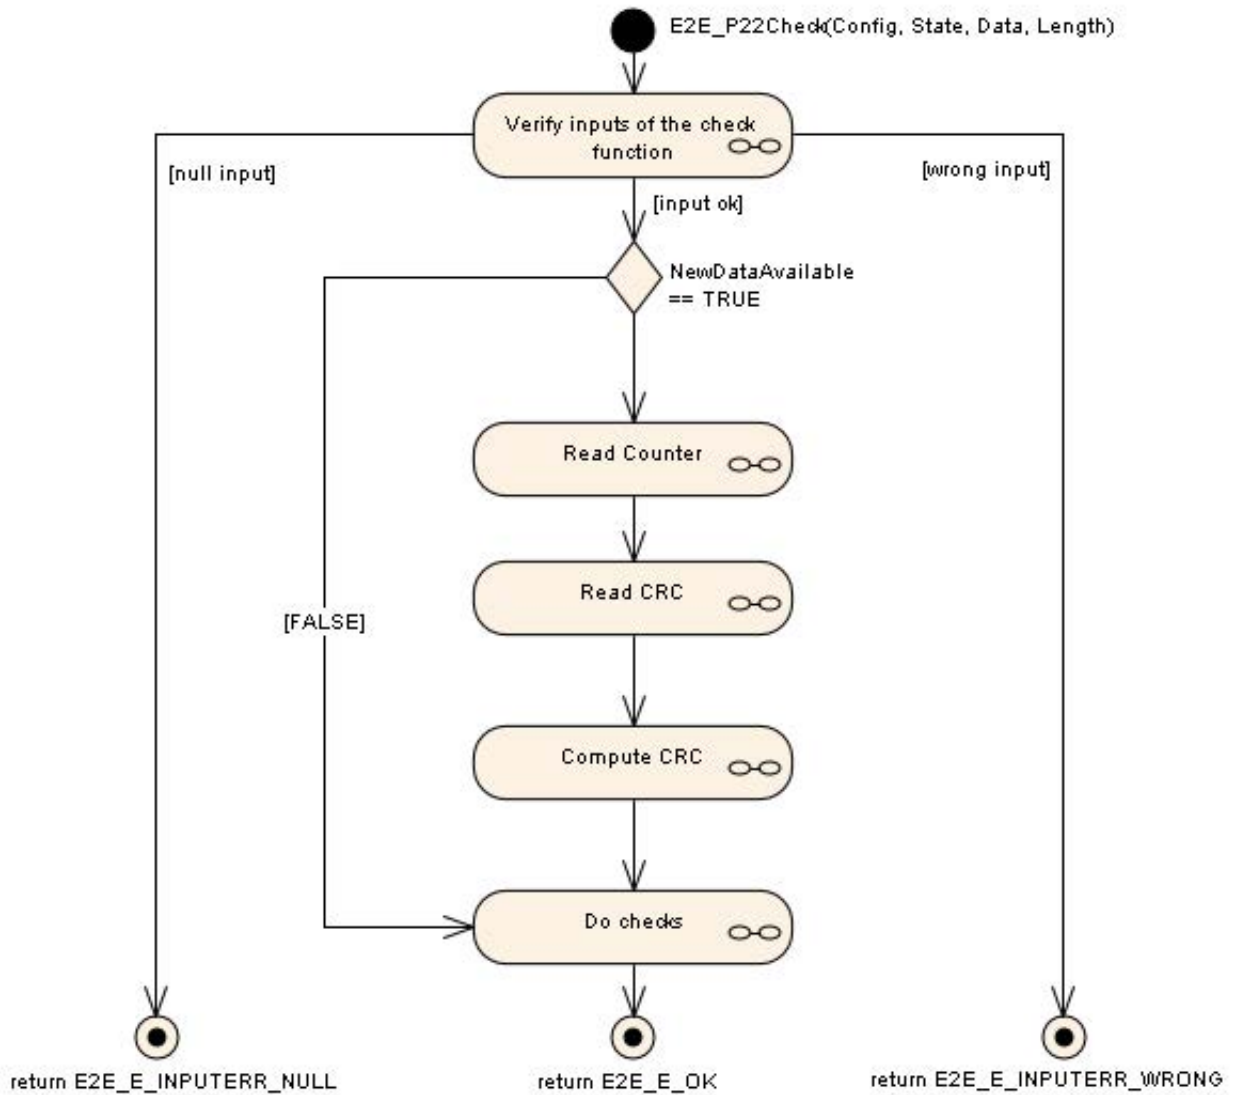 E2E_P22Check(Config, State, Data, Length)
Verify inputs of the check
function
[null input]
[wrong input]
[input ok]
NewDataAvailable
== TRUE
Read Counter
Read CRC
[FALSE]
Compute CRC
Do checks
return E2E_E_INPUTERR_NULL
return E2E_E_OK
return E2E_E_INPUTERR_WRONG